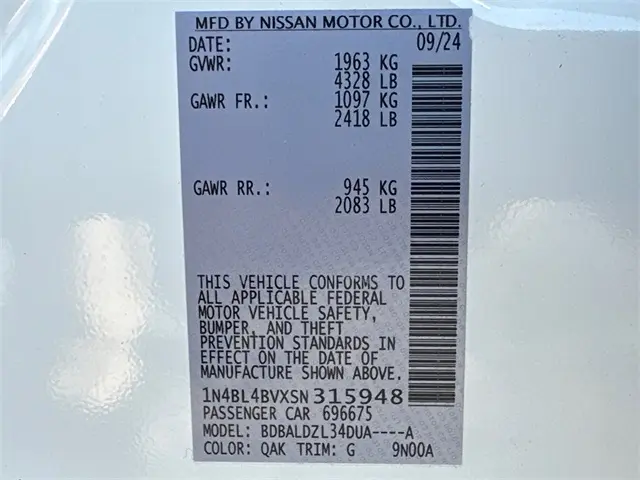 MFD BY NISSAN MOTOR CO., LTD.
DATE: 09/24
GVWR: 1963 KG
4328 LB
GAWR FR.: 1097 KG
2418 LB
GAWR RR.: 945 KG
2083 LB
THIS VEHICLE CONFORMS TO
ALL APPLICABLE FEDERAL
MOTOR VEHICLE SAFETY,
BUMPER, AND THEFT
PREVENTION STANDARDS IN
EFFECT ON THE DATE OF
MANUFACTURE SHOWN ABOVE.
1N4BL4BVXSN315948
PASSENGER CAR 696675
MODEL: BDBALDZL34DUA----A
COLOR: QAK TRIM: G 9N00A